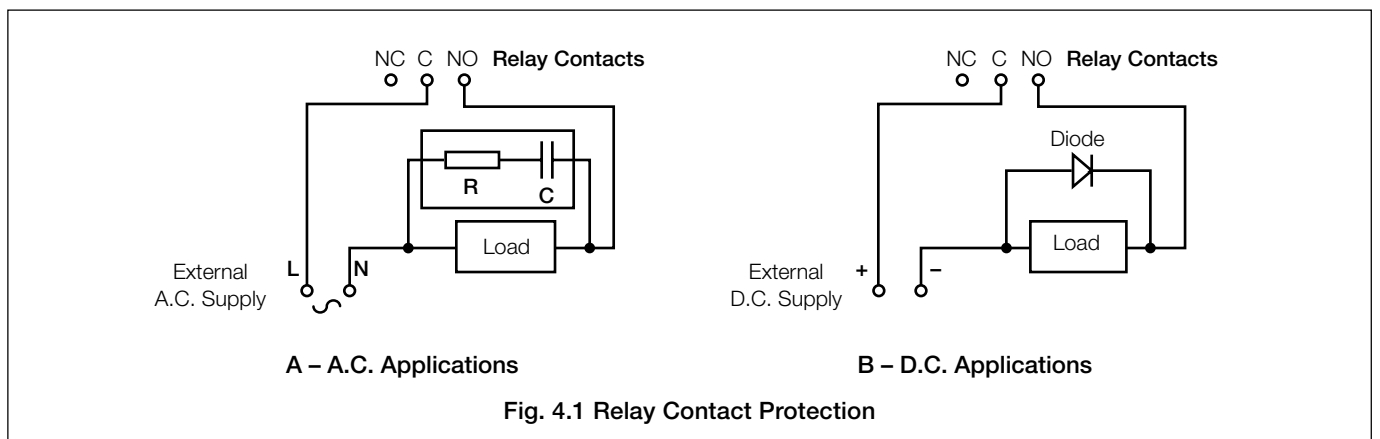 NC C NO Relay Contacts
R
C
Load
L N
External
A.C. Supply
A – A.C. Applications
NC C NO Relay Contacts
Diode
Load
+ –
External
D.C. Supply
B – D.C. Applications
Fig. 4.1 Relay Contact Protection